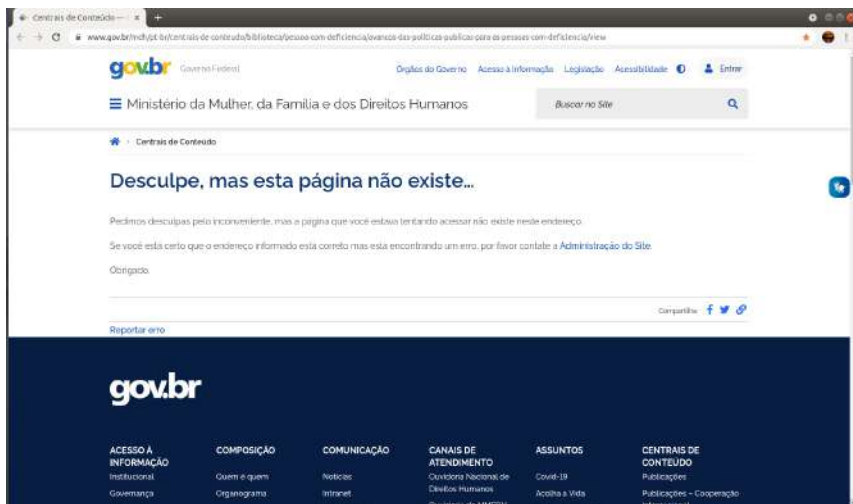 Centrais de Conteúdo —
www.gov.br/mdh/pt-br/centrais-de-conteudo/biblioteca/pessoa-com-deficiencia/avancos-das-politicas-publicas-para-as-pessoas-com-deficiencia/view
gov.br Governo Federal Órgãos do Governo Acesso à Informação Legislação Acessibilidade Entrar
Ministério da Mulher, da Família e dos Direitos Humanos Buscar no Site
Centrais de Conteúdo
Desculpe, mas esta página não existe…
Pedimos desculpas pelo inconveniente, mas a página que você estava tentando acessar não existe neste endereço.
Se você está certo que o endereço informado está correto mas está encontrando um erro, por favor contate a Administração do Site.
Obrigado.
Compartilhe
Reportar erro
gov.br
ACESSO À INFORMAÇÃO
Institucional
Governança
COMPOSIÇÃO
Quem é quem
Organograma
COMUNICAÇÃO
Notícias
Intranet
CANAIS DE ATENDIMENTO
Ouvidoria Nacional de
Direitos Humanos
ASSUNTOS
Covid-19
Acolha a Vida
CENTRAIS DE CONTEÚDO
Publicações
Publicações – Cooperação